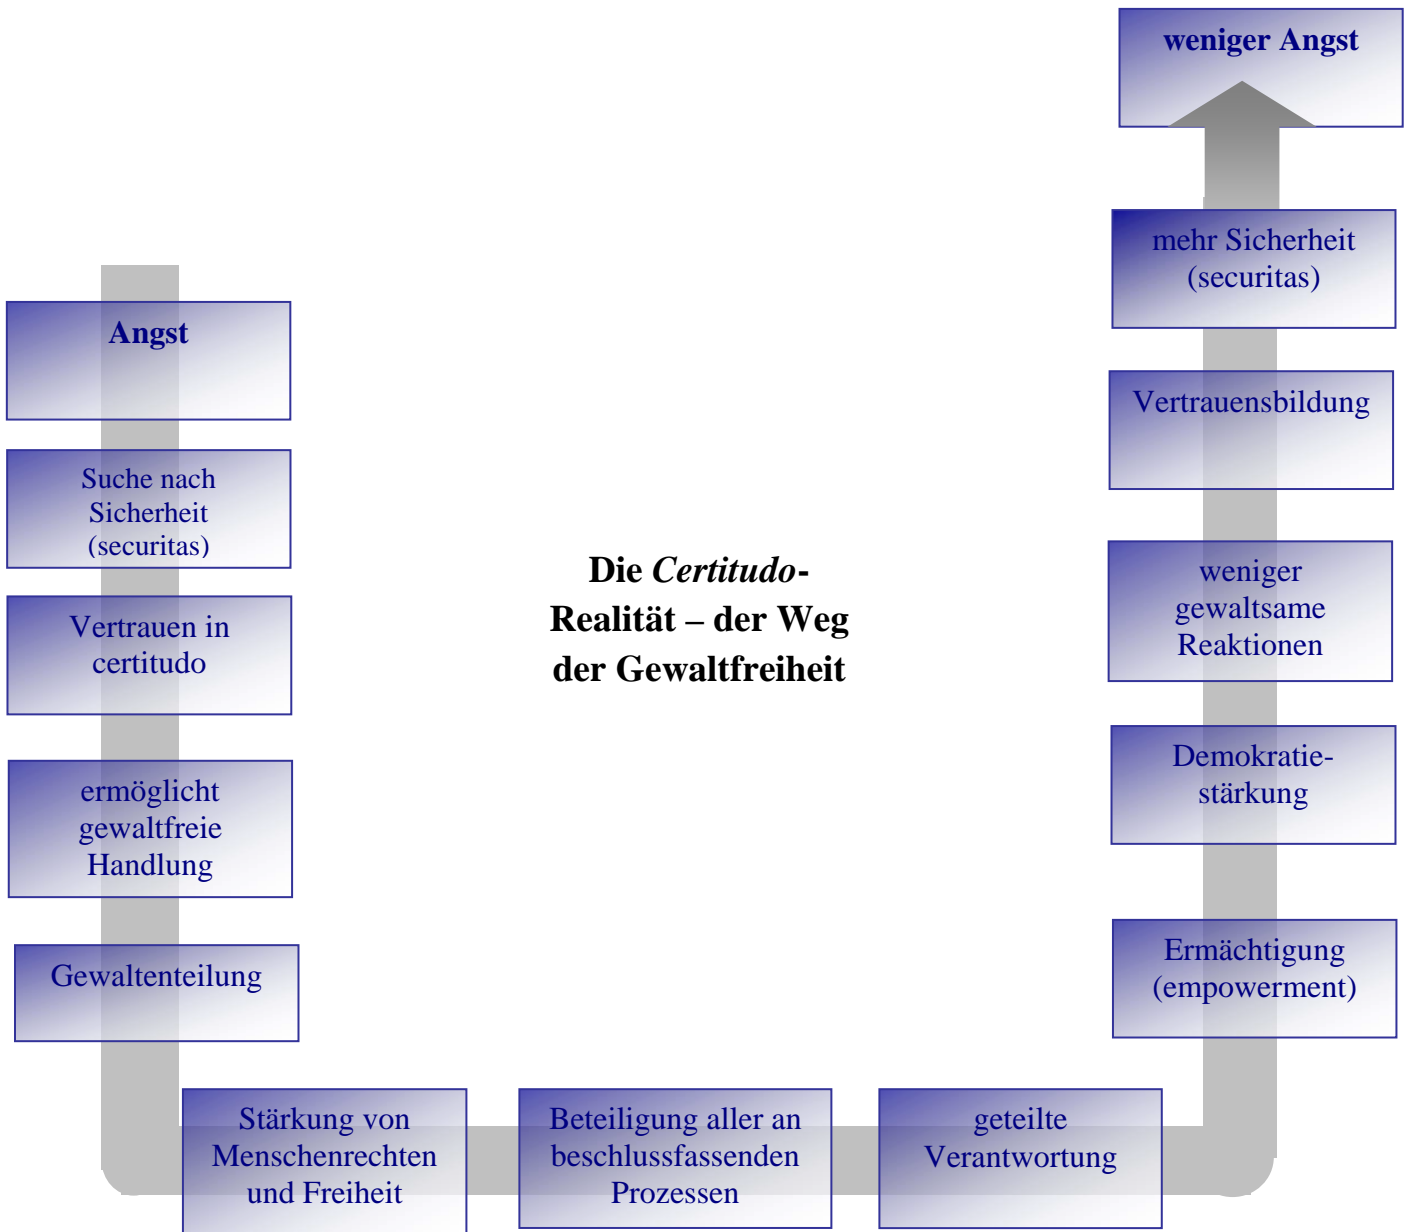 Angst
Suche nach
Sicherheit
(securitas)
Vertrauen in
certitudo
ermöglicht
gewaltfreie
Handlung
Gewaltenteilung
Stärkung von
Menschenrechten
und Freiheit
Beteiligung aller an
beschlussfassenden
Prozessen
geteilte
Verantwortung
Ermächtigung
(empowerment)
Demokratie-
stärkung
weniger
gewaltsame
Reaktionen
Vertrauensbildung
mehr Sicherheit
(securitas)
weniger Angst
Die Certitudo-
Realität – der Weg
der Gewaltfreiheit